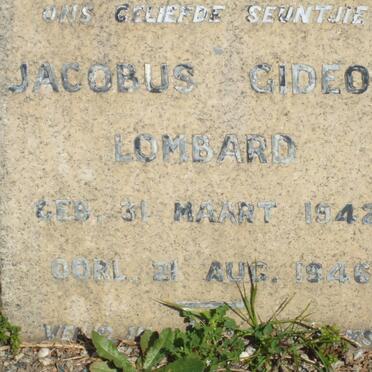 ONS GELIEFDE SEUNTJIE
JACOBUS GIDEO
LOMBARD
GEB. 31 MAART 1942
OORL. 21 AUG. 1946